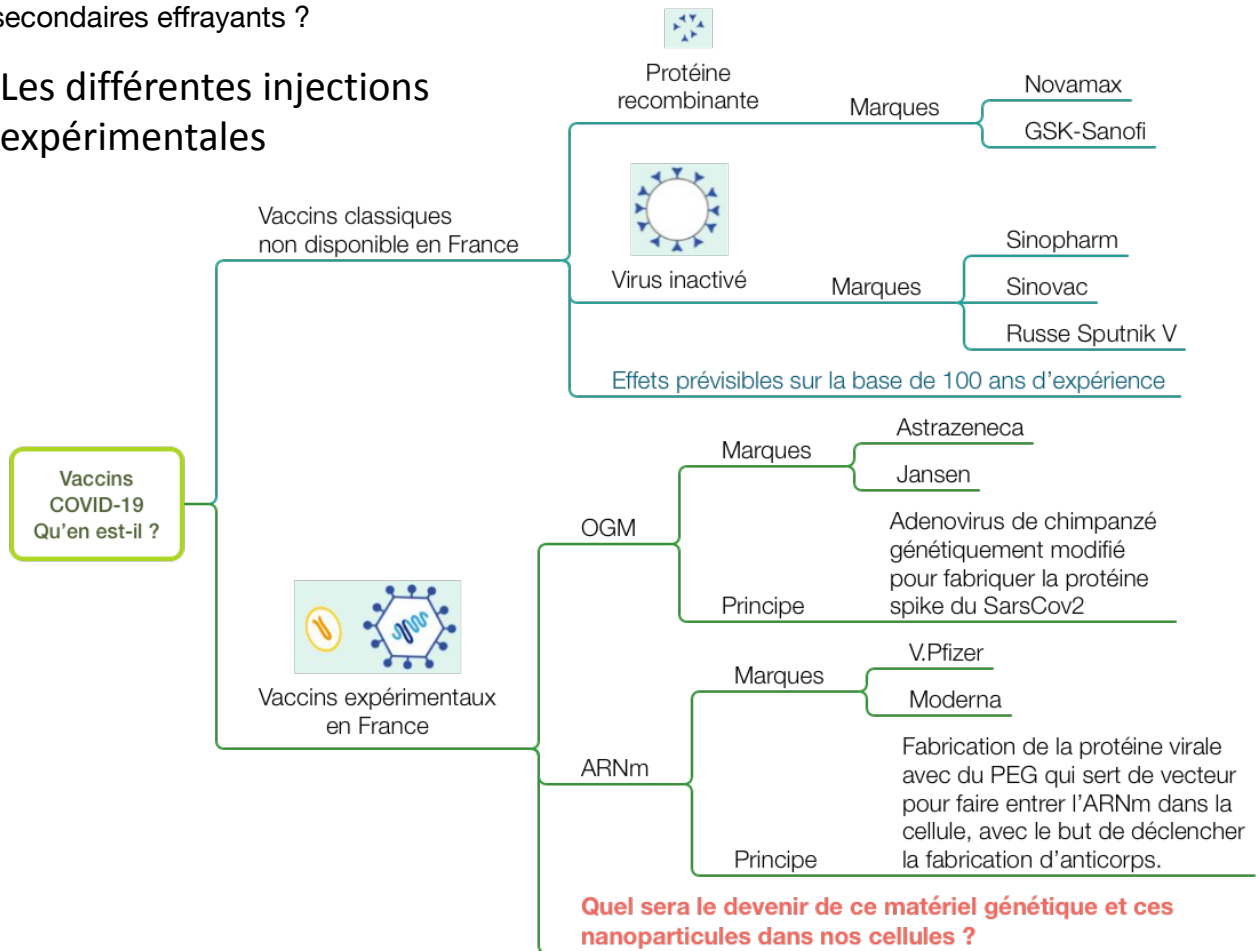 secondaires effrayants ?
Les différentes injections
expérimentales
Protéine
recombinante
Marques
Novamax
GSK-Sanofi
Vaccins classiques
non disponible en France
Virus inactivé
Marques
Sinopharm
Sinovac
Russe Sputnik V
Effets prévisibles sur la base de 100 ans d'expérience
Vaccins
COVID-19
Qu'en est-il ?
Vaccins expérimentaux
en France
OGM
Marques
Astrazeneca
Jansen
Principe
Adenovirus de chimpanzé
génétiquement modifié
pour fabriquer la protéine
spike du SarsCov2
ARNm
Marques
V.Pfizer
Moderna
Principe
Fabrication de la protéine virale
avec du PEG qui sert de vecteur
pour faire entrer l'ARNm dans la
cellule, avec le but de déclencher
la fabrication d'anticorps.
Quel sera le devenir de ce matériel génétique et ces
nanoparticules dans nos cellules ?